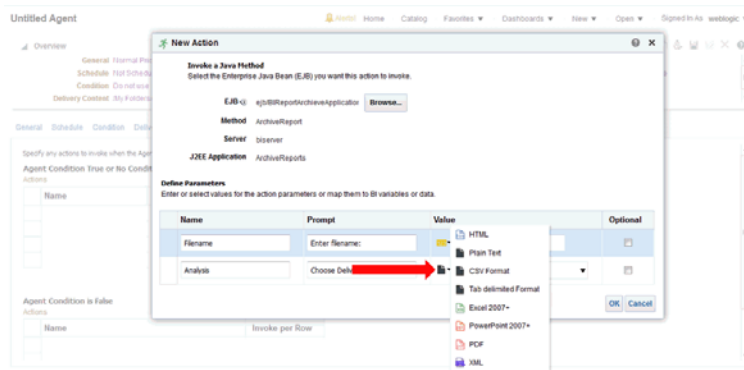 Untitled Agent
Home Catalog Favorites Dashboards New Open Signed In As weblogic
Overview
General Normal
Schedule Not
Condition Do not use
Delivery Content
General Schedule Condition
Specify any actions to invoke when the
Agent Condition True or No
Actions
Name
Agent Condition is False
Actions
Name Invoke per Row
New Action
Invoke a Java Method
Select the Enterprise Java Bean (EJB) you want this action to invoke.
EJB Browse...
Method ArchiveReport
Server biserver
J2EE Application ArchiveReports
Define Parameters
Enter or select values for the action parameters or map them to BI variables or data.
Name Prompt Value Optional
Filename Enter filename:
Analysis Choose
HTML
Plain Text
CSV Format
Tab delimited Format
Excel 2007+
PowerPoint 2007+
PDF
XML
OK Cancel